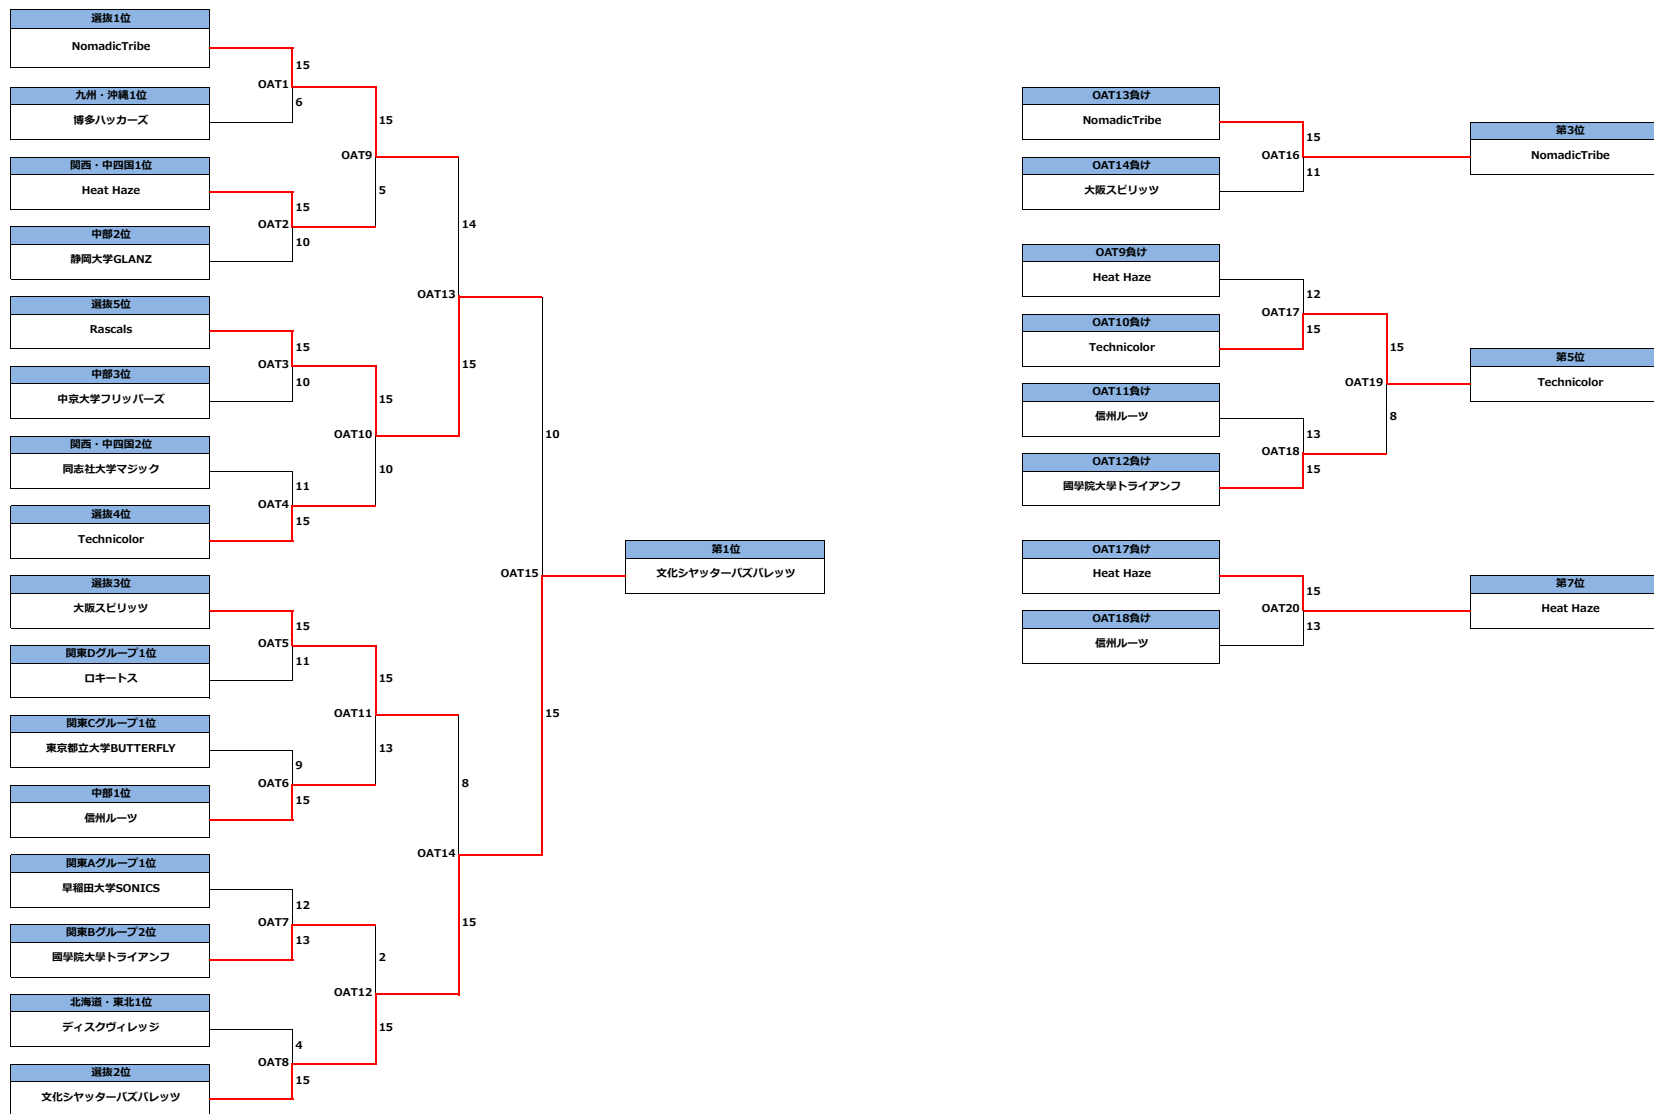 選抜1位
NomadicTribe
15
OAT1
6
九州・沖縄1位
博多ハッカーズ
15
OAT9
5
関西・中四国1位
Heat Haze
15
OAT2
10
中部2位
静岡大学GLANZ
14
OAT13
15
選抜5位
Rascals
15
OAT3
10
中部3位
中京大学フリッパーズ
15
OAT10
10
関西・中四国2位
同志社大学マジック
11
OAT4
15
選抜4位
Technicolor
10
OAT15
15
第1位
文化シヤッターバズバレッツ
選抜3位
大阪スピリッツ
15
OAT5
11
関東Dグループ1位
ロキートス
15
OAT11
13
関東Cグループ1位
東京都立大学BUTTERFLY
9
OAT6
15
中部1位
信州ルーツ
8
OAT14
15
関東Aグループ1位
早稲田大学SONICS
12
OAT7
13
関東Bグループ2位
國學院大學トライアンフ
2
OAT12
15
北海道・東北1位
ディスクヴィレッジ
4
OAT8
15
選抜2位
文化シヤッターバズバレッツ
OAT13負け
NomadicTribe
15
OAT16
11
OAT14負け
大阪スピリッツ
第3位
NomadicTribe
OAT9負け
Heat Haze
12
OAT17
15
OAT10負け
Technicolor
15
OAT19
8
第5位
Technicolor
OAT11負け
信州ルーツ
13
OAT18
15
OAT12負け
國學院大學トライアンフ
OAT17負け
Heat Haze
15
OAT20
13
OAT18負け
信州ルーツ
第7位
Heat Haze